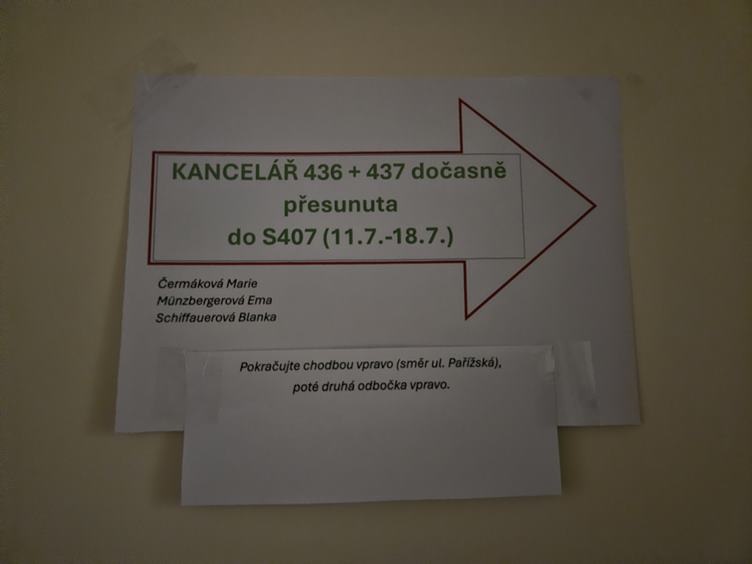 KANCELÁŘ 436 + 437 dočasně
přesunuta
do S407 (11.7.-18.7.)
Čermáková Marie
Münzbergerová Ema
Schiffauerová Blanka
Pokračujte chodbou vpravo (směr ul. Pařížská),
poté druhá odbočka vpravo.